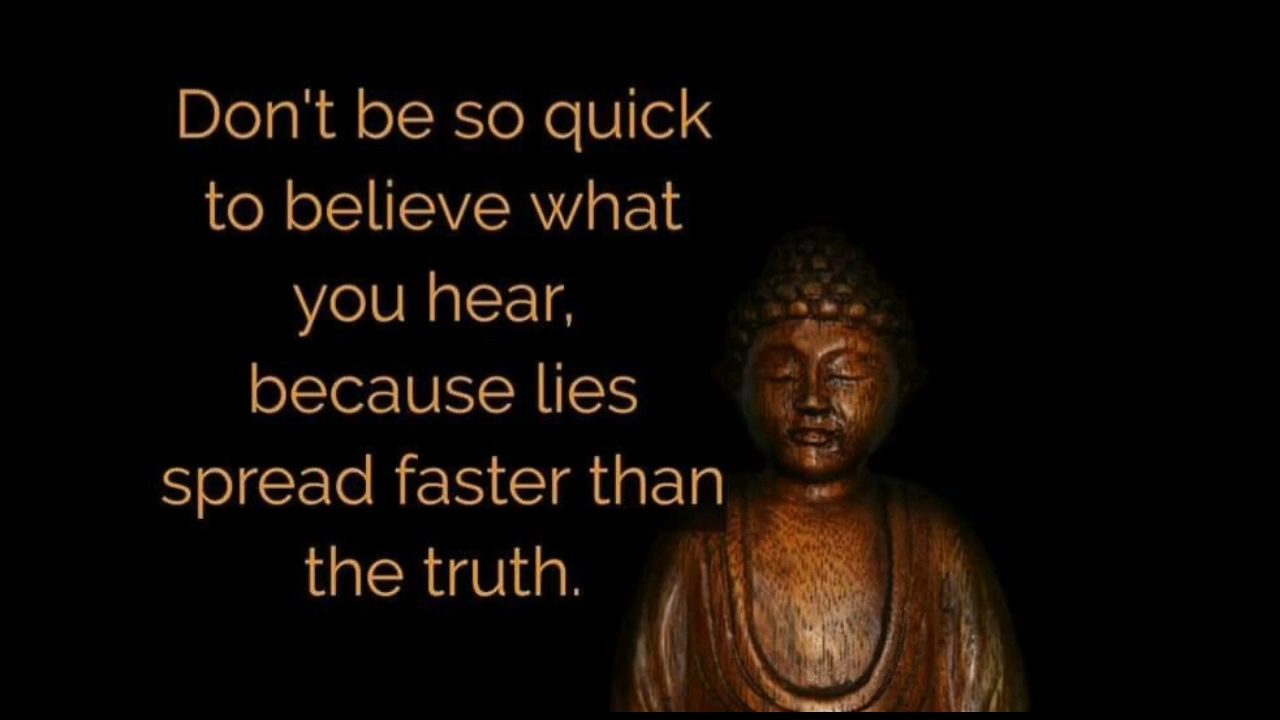 Don't be so quick
to believe what
you hear,
because lies
spread faster than
the truth.